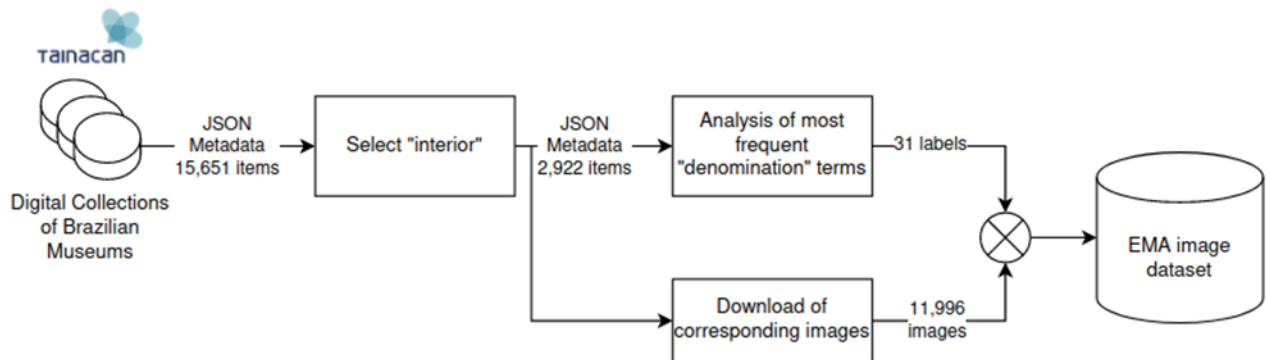 TAINACAN
Digital Collections
of Brazilian
Museums
JSON
Metadata
15,651 items
Select "interior"
JSON
Metadata
2,922 items
Analysis of most
frequent
"denomination" terms
31 labels
Download of
corresponding images
11,996
images
EMA image
dataset